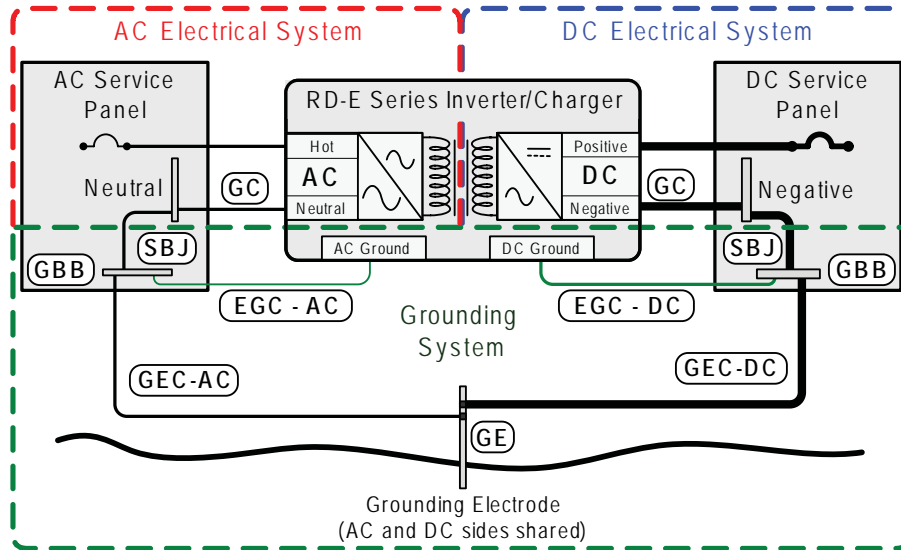 AC Electrical System
DC Electrical System
AC Service
Panel
RD-E Series Inverter/Charger
DC Service
Panel
Hot
AC
Neutral
Positive
DC
Negative
Neutral
GC
GC
Negative
SBJ
SBJ
GBB
GBB
AC Ground
DC Ground
EGC - AC
EGC - DC
Grounding
System
GEC-AC
GEC-DC
GE
Grounding Electrode
(AC and DC sides shared)